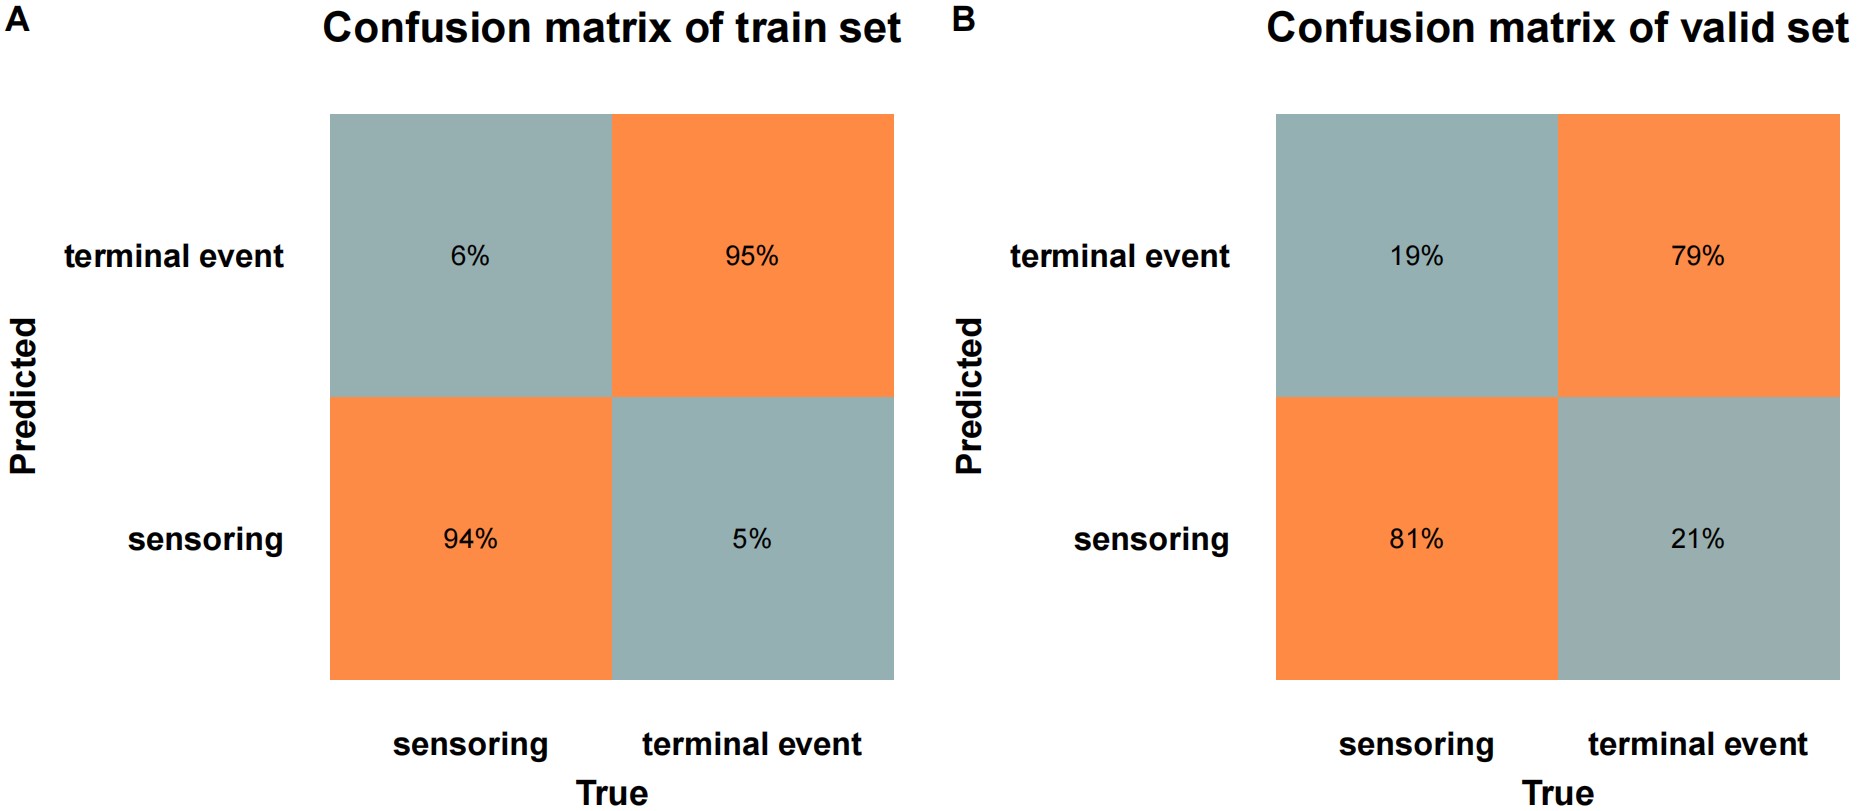 A
Confusion matrix of train set
Predicted
terminal event
6%
95%
sensoring
94%
5%
sensoring
terminal event
True
B
Confusion matrix of valid set
Predicted
terminal event
19%
79%
sensoring
81%
21%
sensoring
terminal event
True